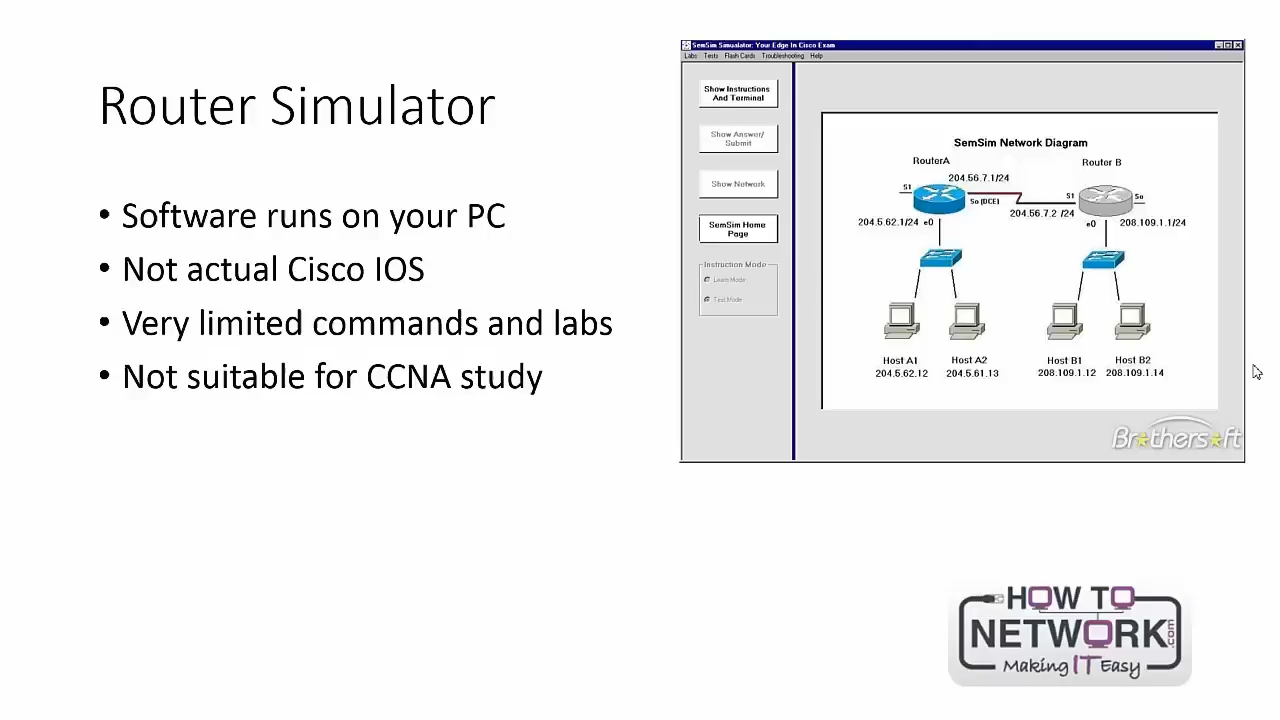 Router Simulator
• Software runs on your PC
• Not actual Cisco IOS
• Very limited commands and labs
• Not suitable for CCNA study
SemSim Simualator: Your Edge In Cisco Exam
Labs Tests Flash Cards Troubleshooting Help
Show Instructions
And Terminal
Show Answer/
Submit
Show Network
SemSim Home
Page
Instruction Mode
Learn Mode
Test Mode
SemSim Network Diagram
RouterA
Router B
204.56.7.1/24
S1
So (DCE)
S1
So
204.56.7.2 /24
204.5.62.1/24 e0
e0 208.109.1.1/24
Host A1 Host A2 Host B1 Host B2
204.5.62.12 204.5.61.13 208.109.1.12 208.109.1.14
Brothersoft
HOW TO
NETWORK.com
Making IT Easy